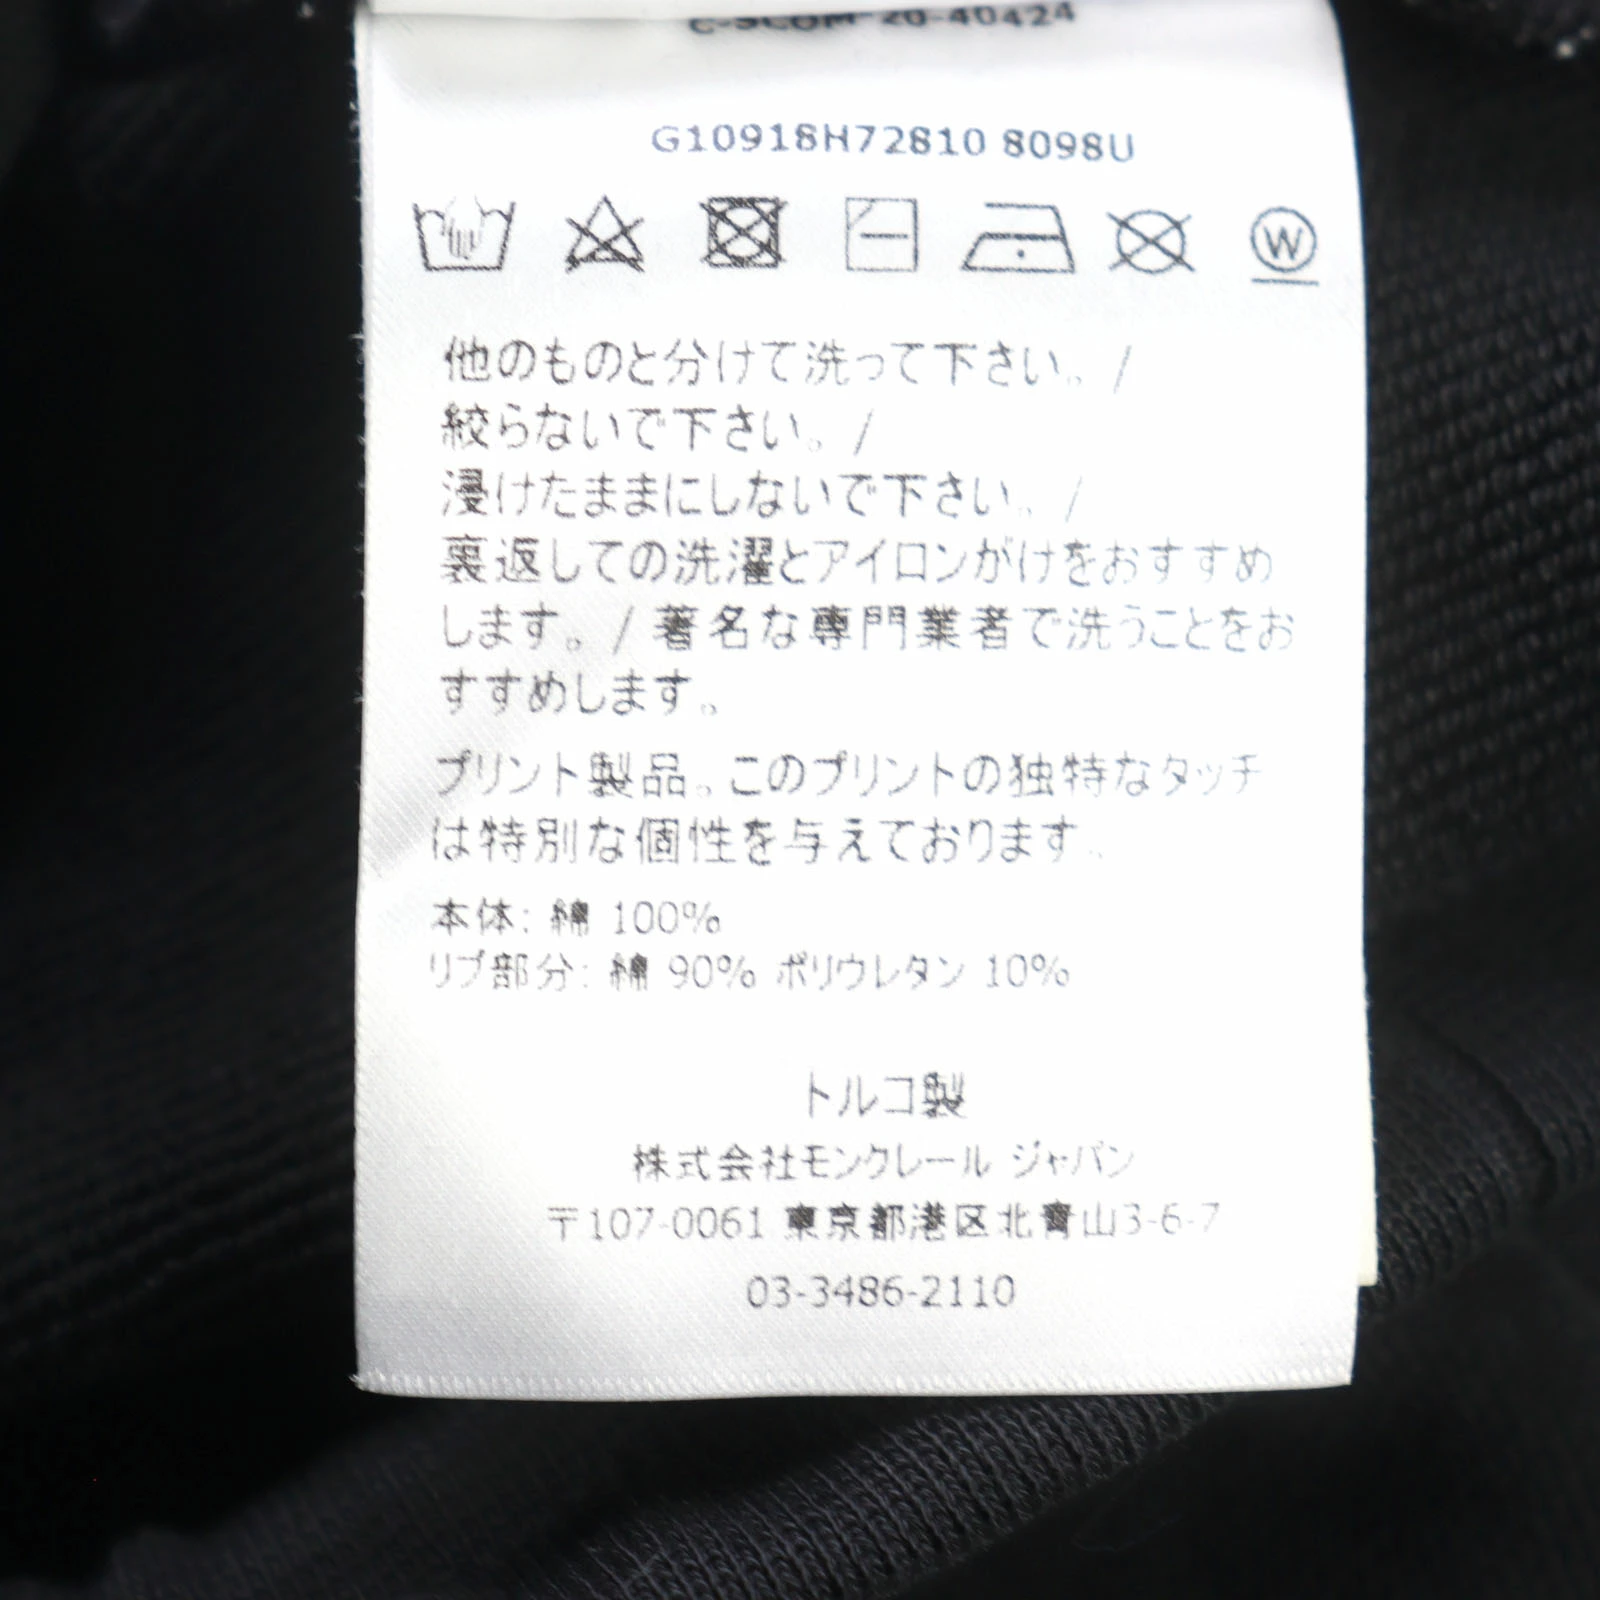 20-40424
G10918H72810 8098U
W
他のものと分けて洗って下さい。/
絞らないで下さい。/
浸けたままにしないで下さい。/
裏返しての洗濯とアイロンがけをおすすめ
します。/ 著名な専門業者で洗うことをお
すすめします。
プリント製品。このプリントの独特なタッチ
は特別な個性を与えております。
本体: 綿 100%
リブ部分: 綿 90% ポリウレタン 10%
トルコ製
株式会社モンクレール ジャパン
〒107-0061 東京都港区北青山3-6-7
03-3486-2110